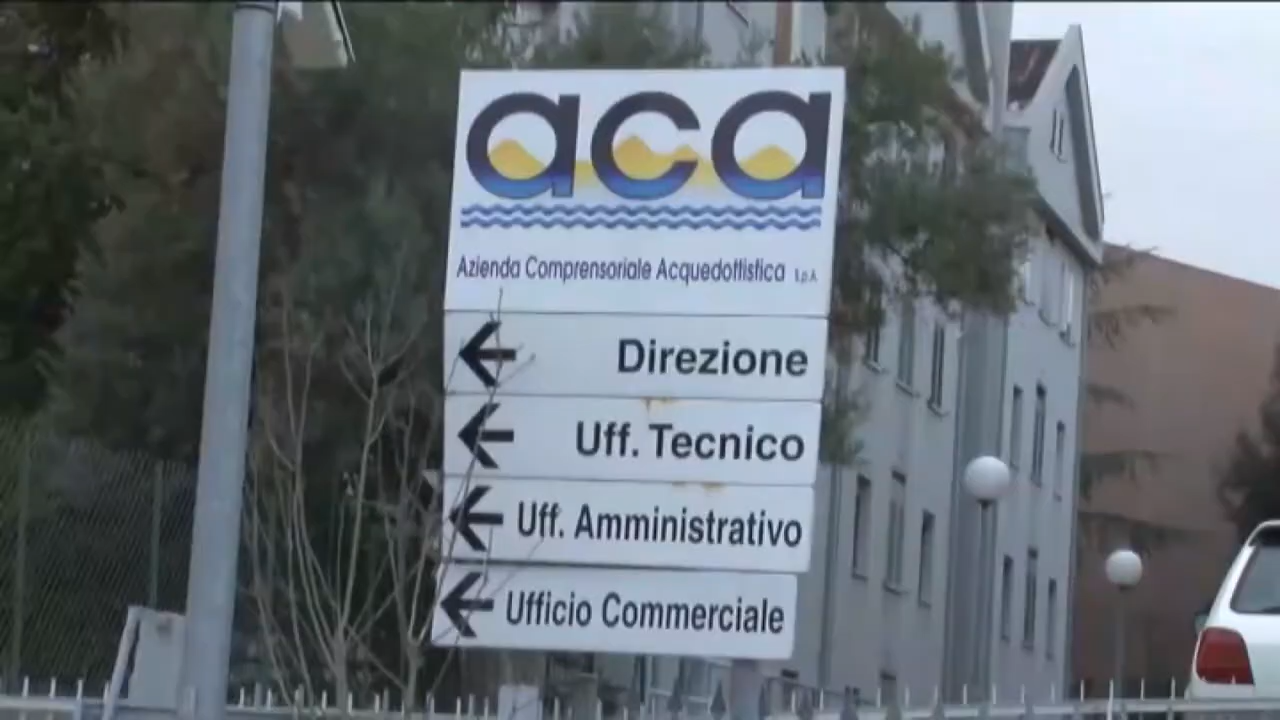 aca
Azienda Comprensoriale Acquedottistica S.p.A.
Direzione
Uff. Tecnico
Uff. Amministrativo
Ufficio Commerciale